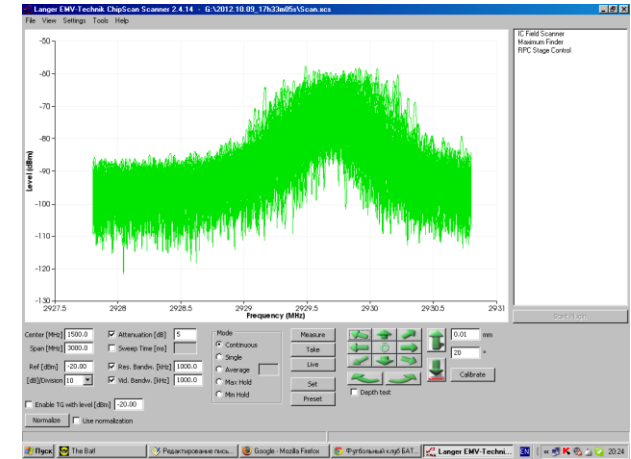 Langer EMV-Technik ChipScan Scanner 2.4.14 - G:\2012.10.09_17h33m05s\Scan.scs
File View Settings Tools Help
IC Field Scanner
Maximum Finder
RPC Stage Control
Level (dBm)
-50
-60
-70
-80
-90
-100
-110
-120
-130
2927.5 2928 2928.5 2929 2929.5 2930 2930.5 2931
Frequency (MHz)
Center [MHz] 1500.0 Attenuation [dB] 5 Mode Measure 0.01 mm
Span [MHz] 3000.0 Sweep Time [ms] Continuous Take 20 °
Ref [dBm] -20.00 Res. Bandw. [kHz] 1000.0 Single Live Calibrate
[dB]/Division 10 Vid. Bandw. [kHz] 1000.0 Average Set Depth test
Enable TG with level [dBm] -20.00 Max Hold Preset
Normalize Use normalization Min Hold
Пуск The Bat! Редактирование пись... Google - Mozilla Firefox Футбольный клуб БАТ... Langer EMV-Techni... EN 20:24